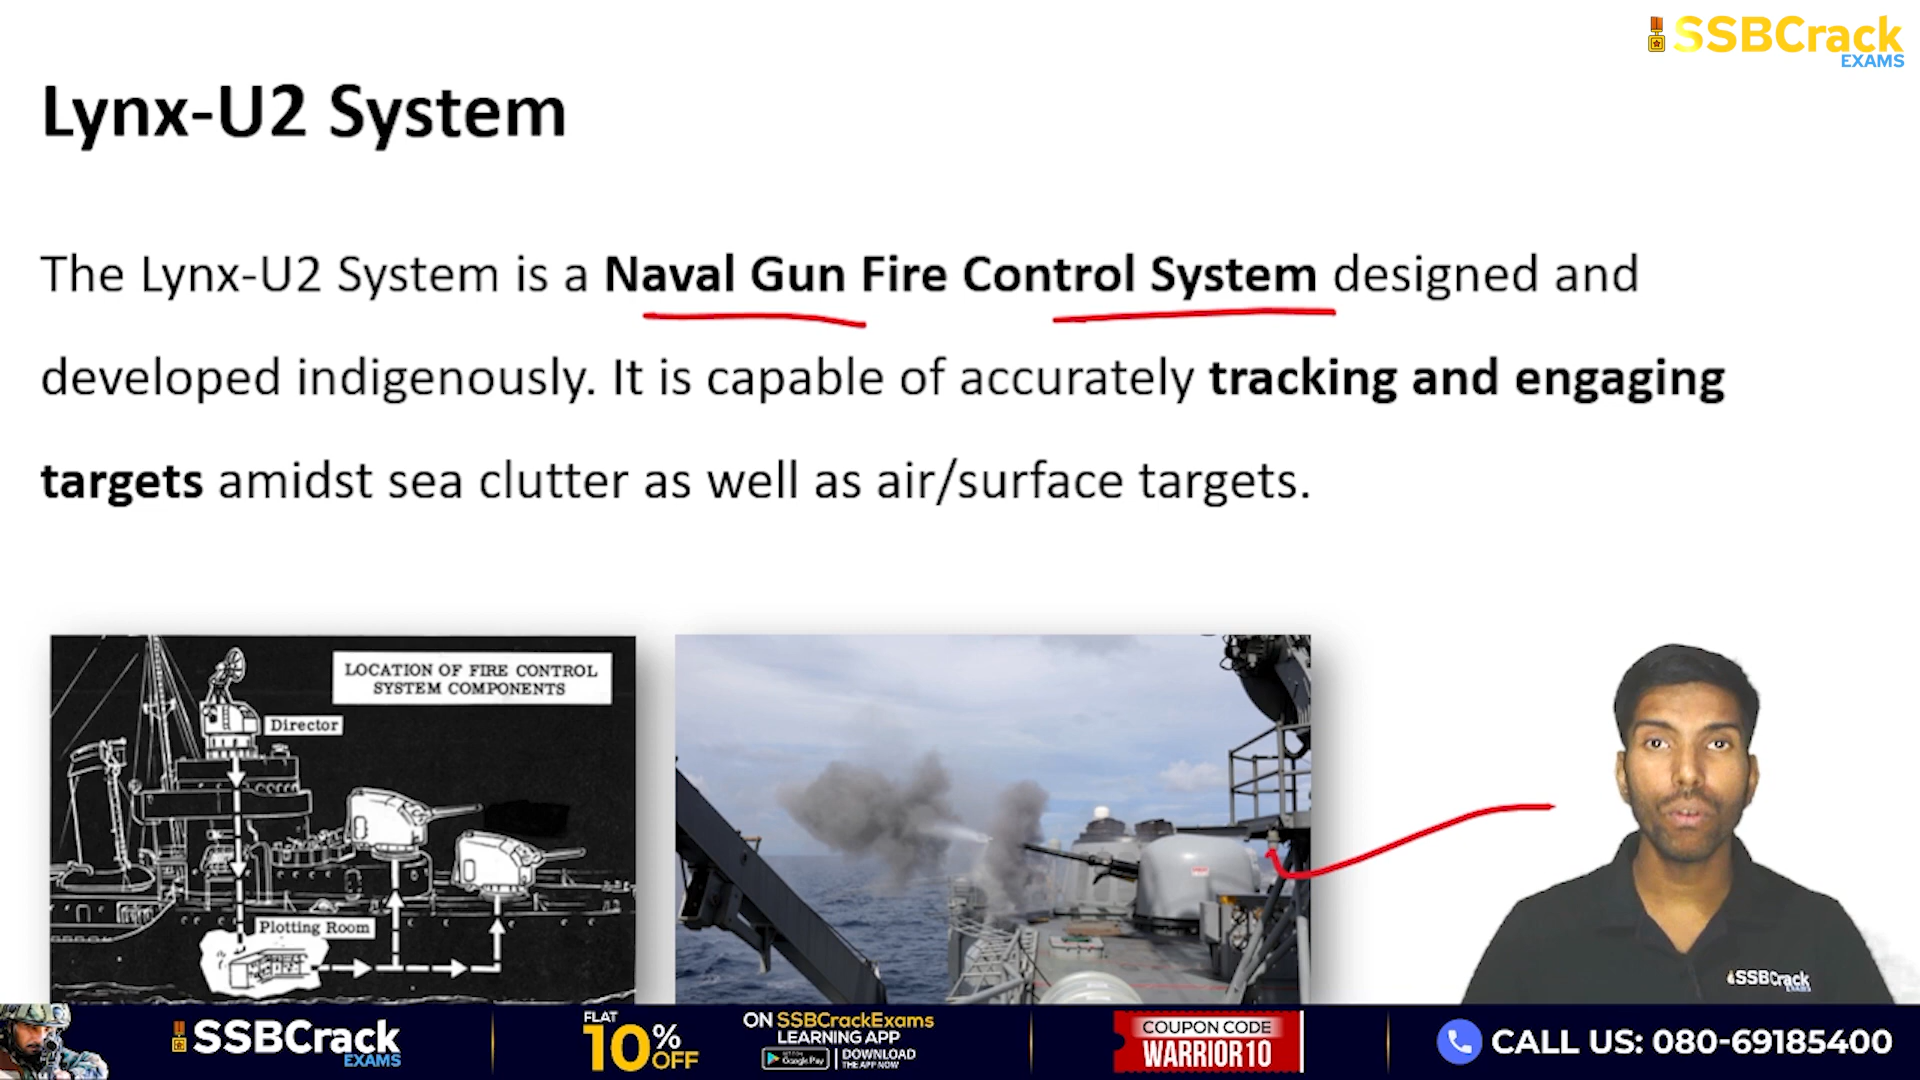 SSBCrack
EXAMS
Lynx-U2 System
The Lynx-U2 System is a Naval Gun Fire Control System designed and
developed indigenously. It is capable of accurately tracking and engaging
targets amidst sea clutter as well as air/surface targets.
LOCATION OF FIRE CONTROL
SYSTEM COMPONENTS
Director
Plotting Room
SSBCrack
EXAMS
SSBCrack
EXAMS
FLAT
10% OFF
ON SSBCrackExams
LEARNING APP
Google Play
DOWNLOAD
THE APP NOW
COUPON CODE
WARRIOR10
CALL US: 080-69185400